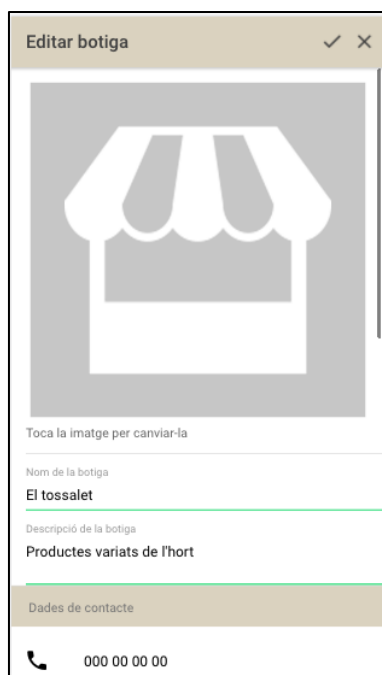 Editar botiga
Toca la imatge per canviar-la
Nom de la botiga
El tossalet
Descripció de la botiga
Productes variats de l'hort
Dades de contacte
000 00 00 00